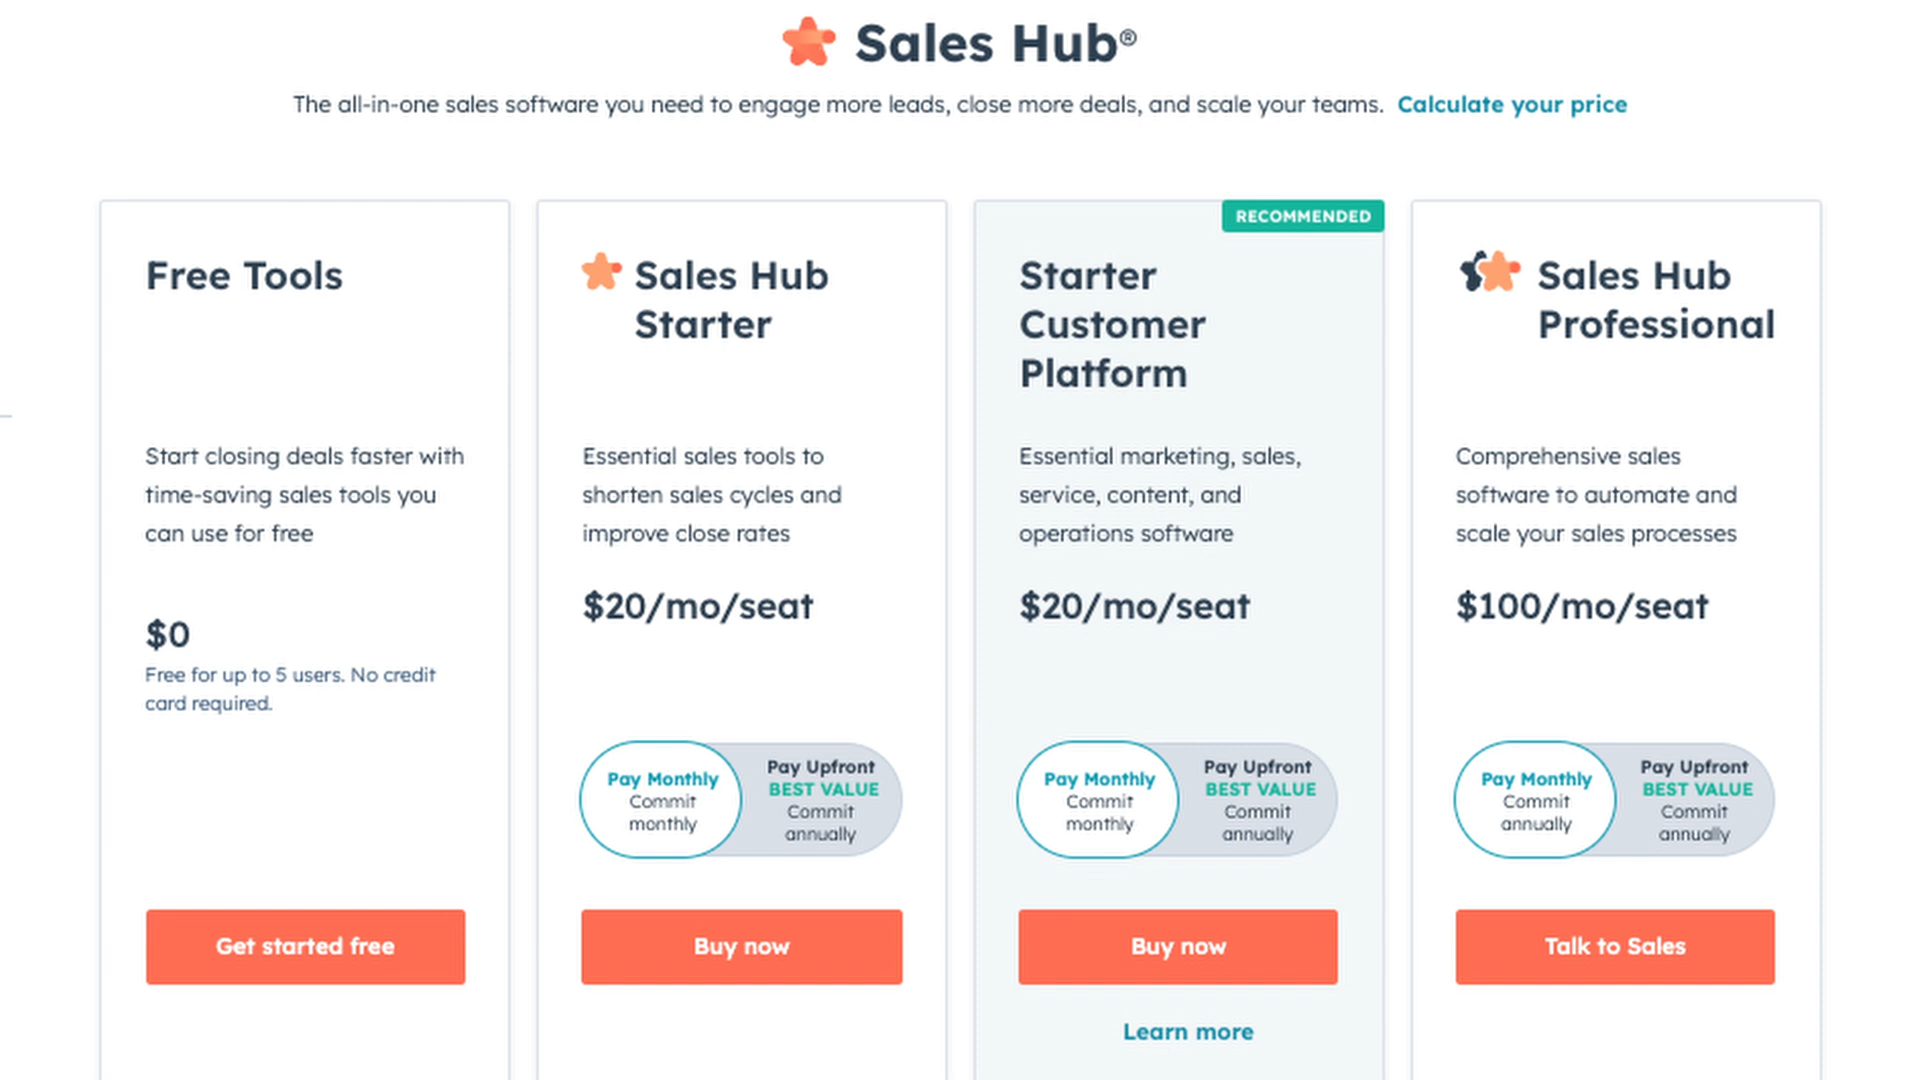 Sales Hub®
The all-in-one sales software you need to engage more leads, close more deals, and scale your teams. Calculate your price
Free Tools
Start closing deals faster with
time-saving sales tools you
can use for free
$0
Free for up to 5 users. No credit
card required.
Get started free
Sales Hub
Starter
Essential sales tools to
shorten sales cycles and
improve close rates
$20/mo/seat
Pay Monthly
Commit
monthly
Pay Upfront
BEST VALUE
Commit
annually
Buy now
RECOMMENDED
Starter
Customer
Platform
Essential marketing, sales,
service, content, and
operations software
$20/mo/seat
Pay Monthly
Commit
monthly
Pay Upfront
BEST VALUE
Commit
annually
Buy now
Learn more
Sales Hub
Professional
Comprehensive sales
software to automate and
scale your sales processes
$100/mo/seat
Pay Monthly
Commit
annually
Pay Upfront
BEST VALUE
Commit
annually
Talk to Sales